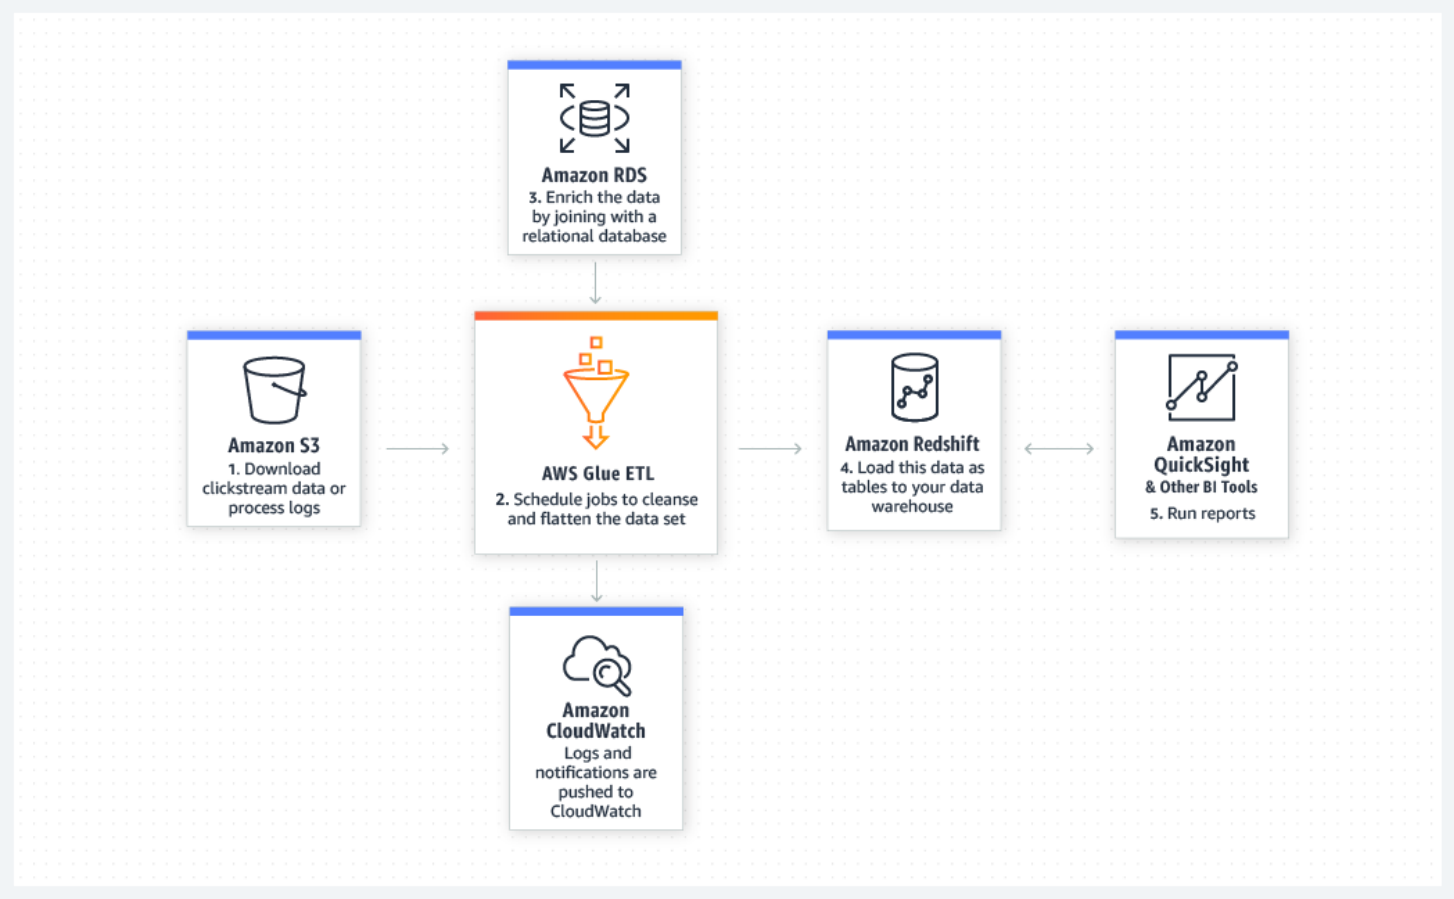 Amazon RDS
3. Enrich the data
by joining with a
relational database
Amazon S3
1. Download
clickstream data or
process logs
AWS Glue ETL
2. Schedule jobs to cleanse
and flatten the data set
Amazon Redshift
4. Load this data as
tables to your data
warehouse
Amazon
QuickSight
& Other BI Tools
5. Run reports
Amazon
CloudWatch
Logs and
notifications are
pushed to
CloudWatch